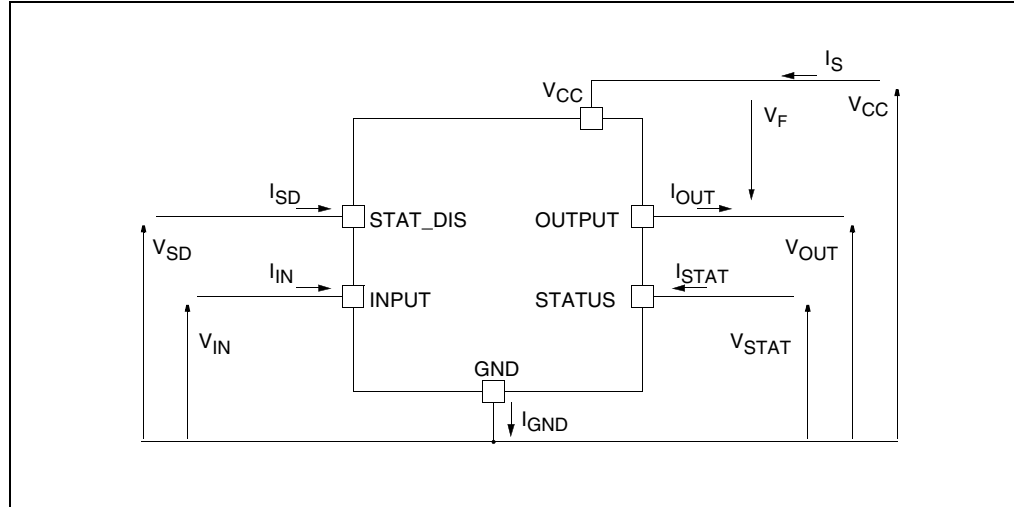 I_S
V_CC
V_CC
V_F
I_SD
I_OUT
STAT_DIS
OUTPUT
V_SD
V_OUT
I_IN
I_STAT
INPUT
STATUS
V_IN
V_STAT
GND
I_GND